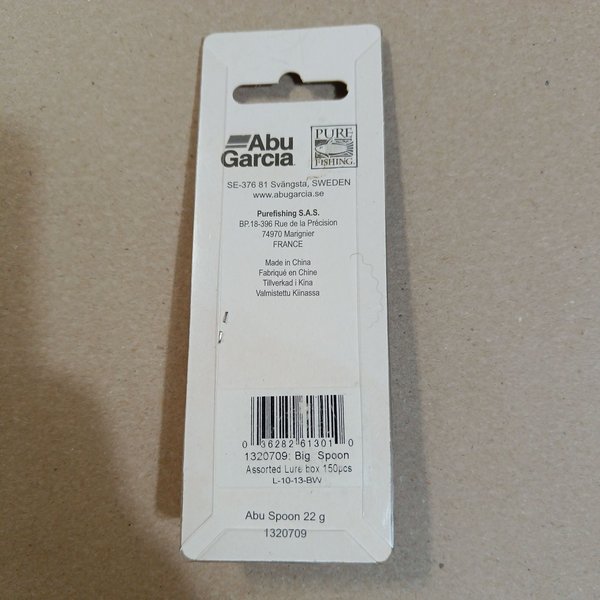 Abu
Garcia
PURE
FISHING
SE-376 81 Svängsta, SWEDEN
www.abugarcia.se
Purefishing S.A.S.
BP.18-396 Rue de la Précision
74970 Marignier
FRANCE
Made in China
Fabriqué en Chine
Tillverkad i Kina
Valmistettu Kiinassa
0 36282 61301 0
1320709: Big Spoon
Assorted Lure box 150pcs
L-10-13-BW
Abu Spoon 22 g
1320709